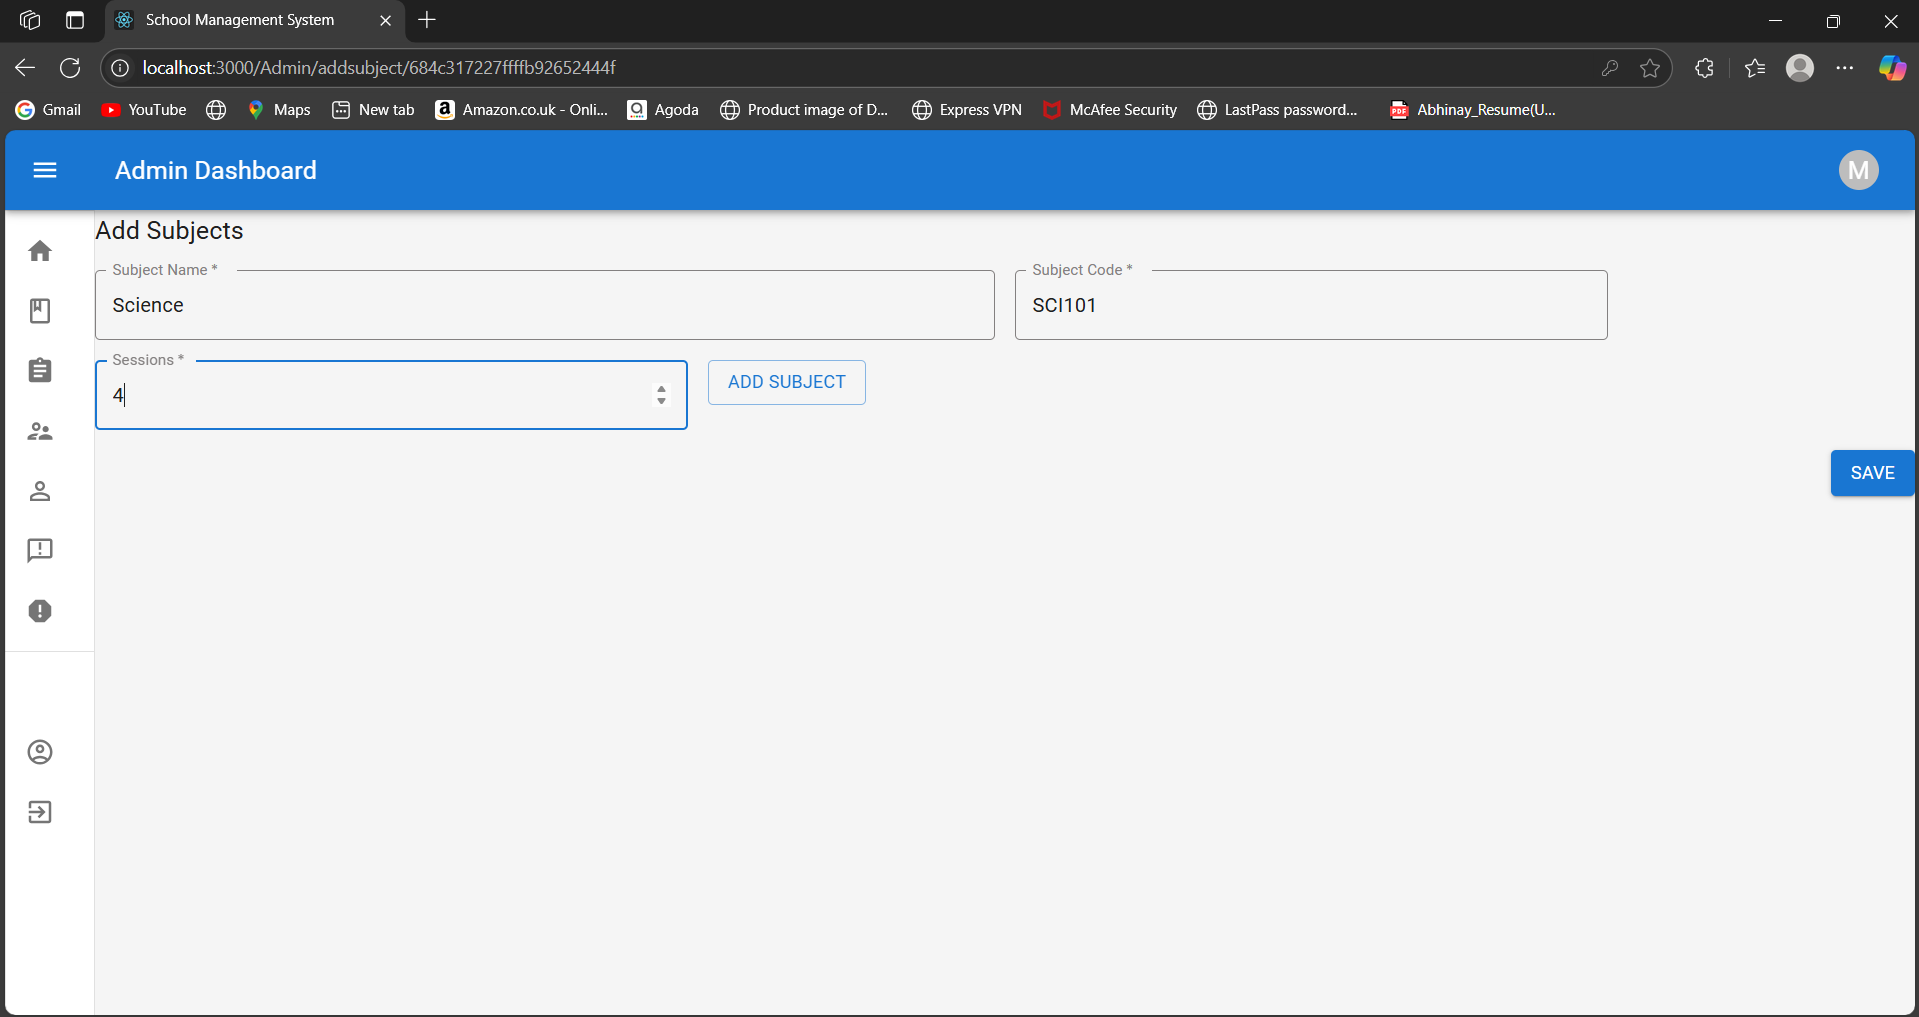 School Management System
localhost:3000/Admin/addsubject/684c317227ffffb92652444f
Gmail YouTube Maps New tab Amazon.co.uk - Onli... Agoda Product image of D... Express VPN McAfee Security LastPass password... PDF Abhinay_Resume(U...
Admin Dashboard M
Add Subjects
Subject Name * Subject Code *
Science SCI101
Sessions *
4 ADD SUBJECT
SAVE